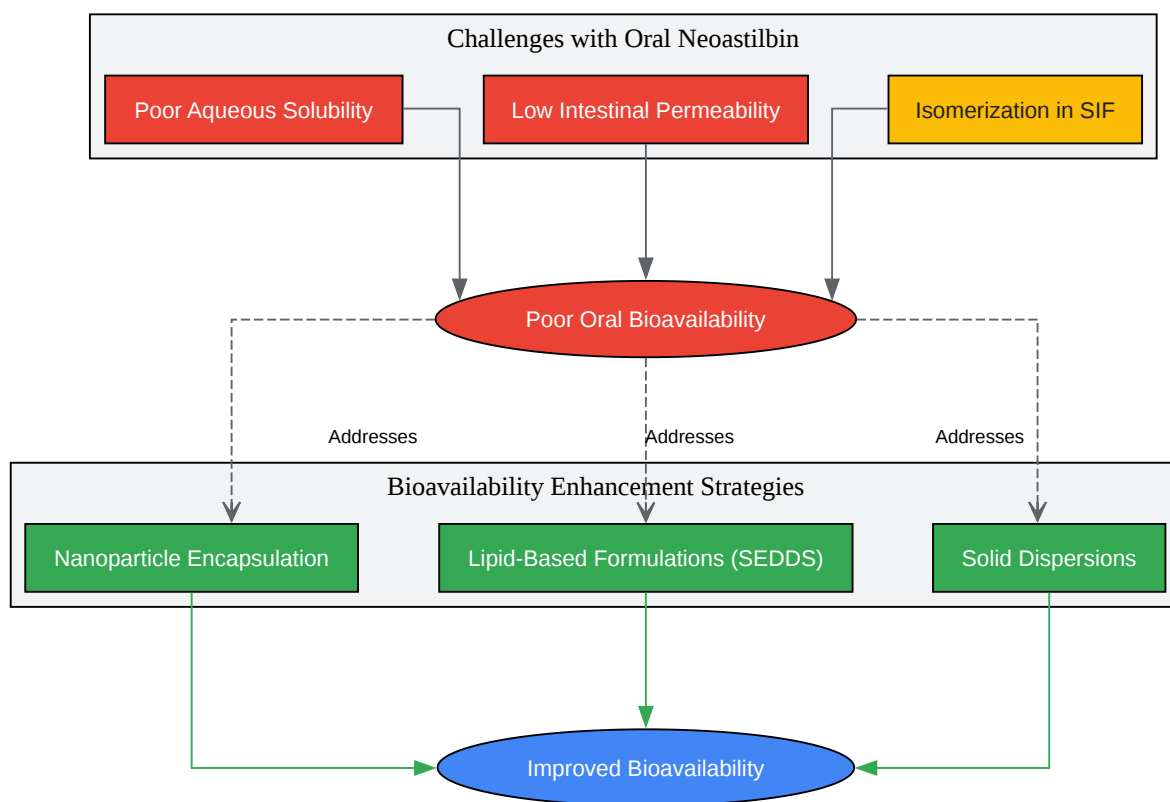 Challenges with Oral Neoastilbin
Poor Aqueous Solubility
Low Intestinal Permeability
Isomerization in SIF
Poor Oral Bioavailability
Addresses
Addresses
Addresses
Bioavailability Enhancement Strategies
Nanoparticle Encapsulation
Lipid-Based Formulations (SEDDS)
Solid Dispersions
Improved Bioavailability